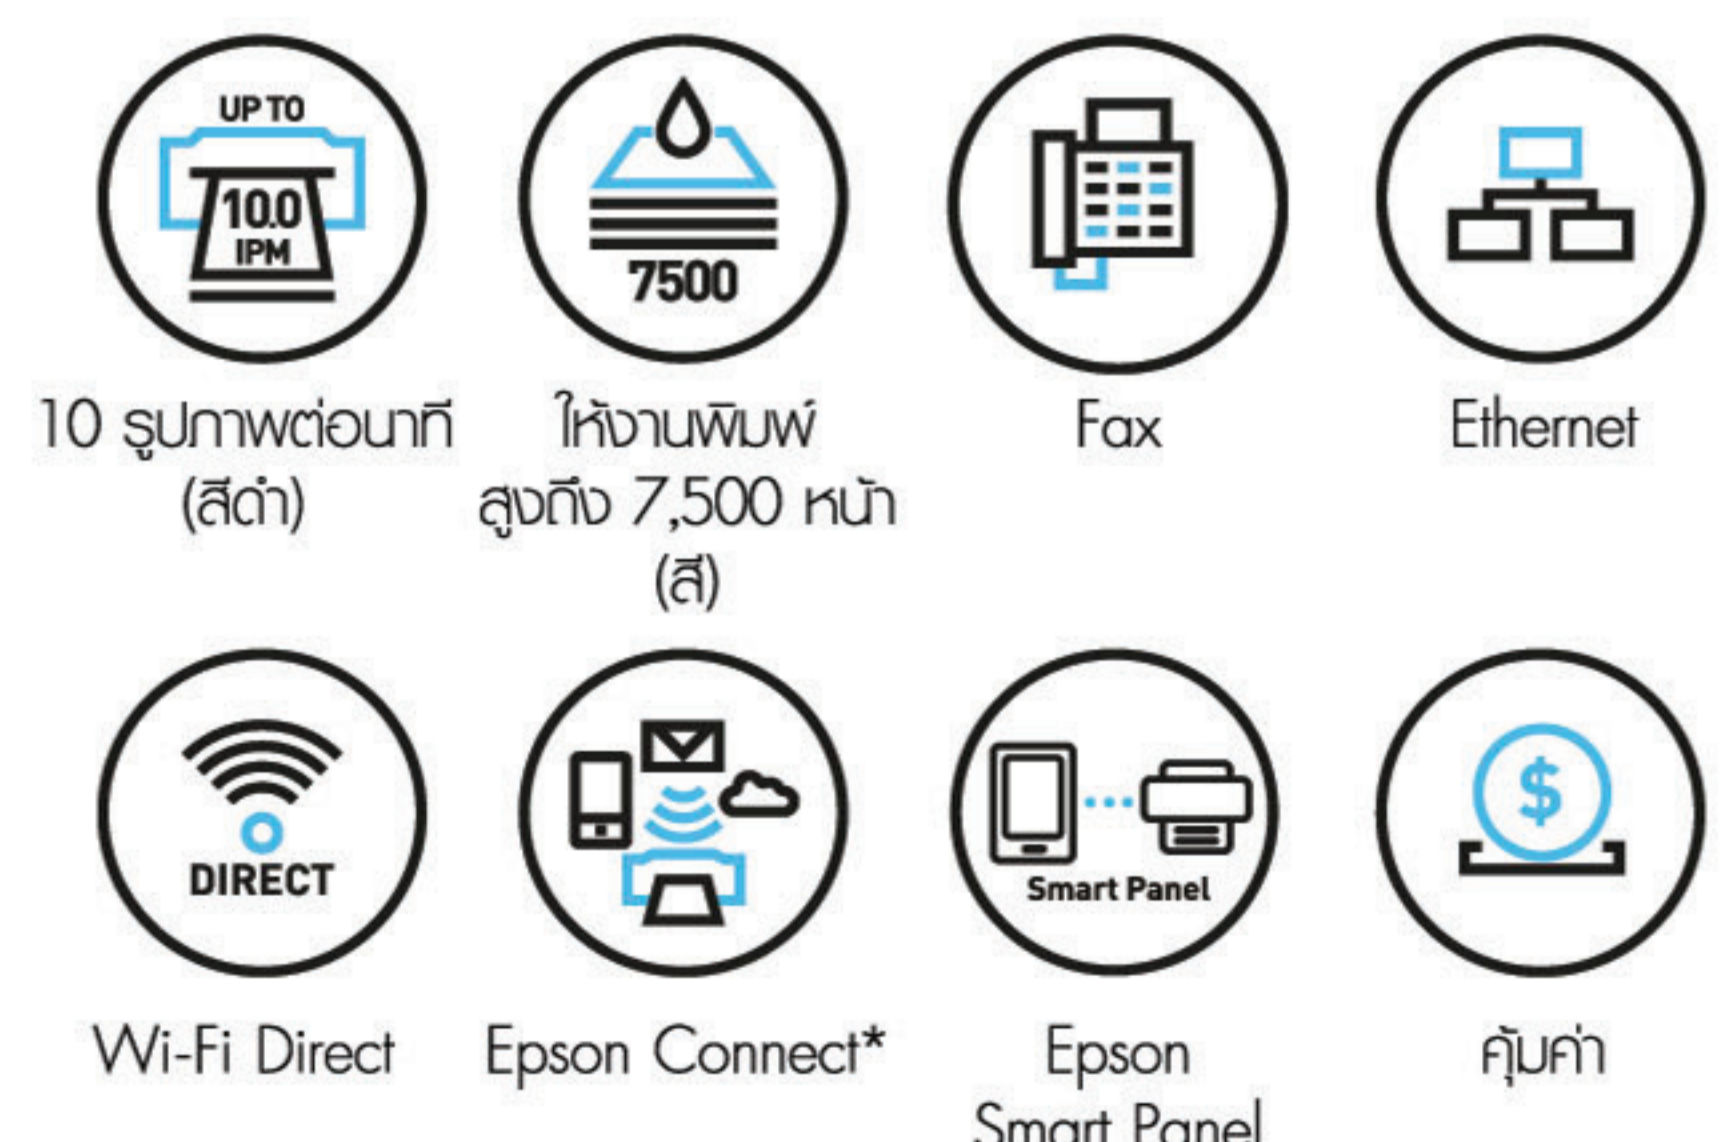 UP TO
10.0
IPM
7500
10 รูปภาพต่อนาที
(สีดำ)
ให้งานพิมพ์
สูงถึง 7,500 หน้า
(สี)
Fax
Ethernet
DIRECT
Smart Panel
$
Wi-Fi Direct
Epson Connect*
Epson
Smart Panel
คุ้มค่า